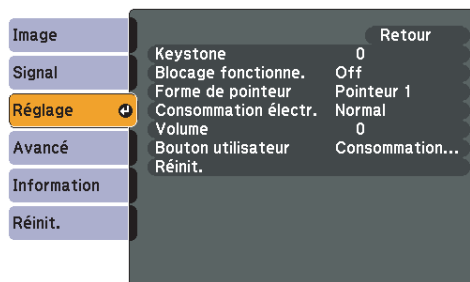 Image
Signal
Réglage
Avancé
Information
Réinit.
Retour
Keystone 0
Blocage fonctionne. Off
Forme de pointeur Pointeur 1
Consommation électr. Normal
Volume 0
Bouton utilisateur Consommation...
Réinit.